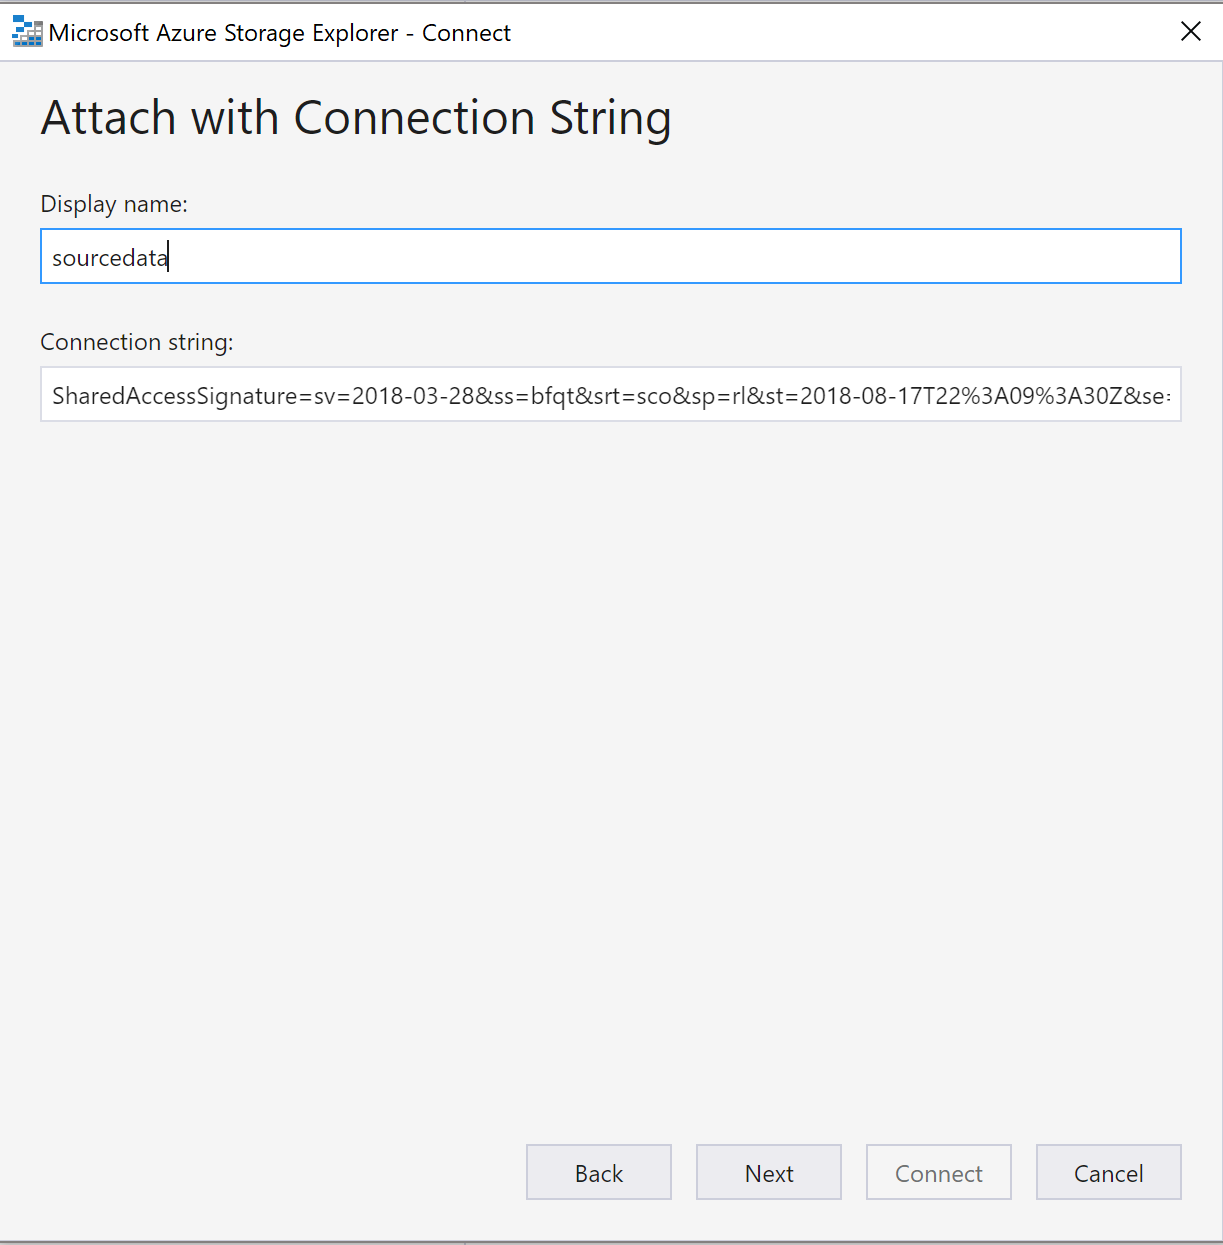 Microsoft Azure Storage Explorer - Connect
Attach with Connection String
Display name:
sourcedata
Connection string:
SharedAccessSignature=sv=2018-03-28&ss=bfqt&srt=sco&sp=rl&st=2018-08-17T22%3A09%3A30Z&se=
Back Next Connect Cancel